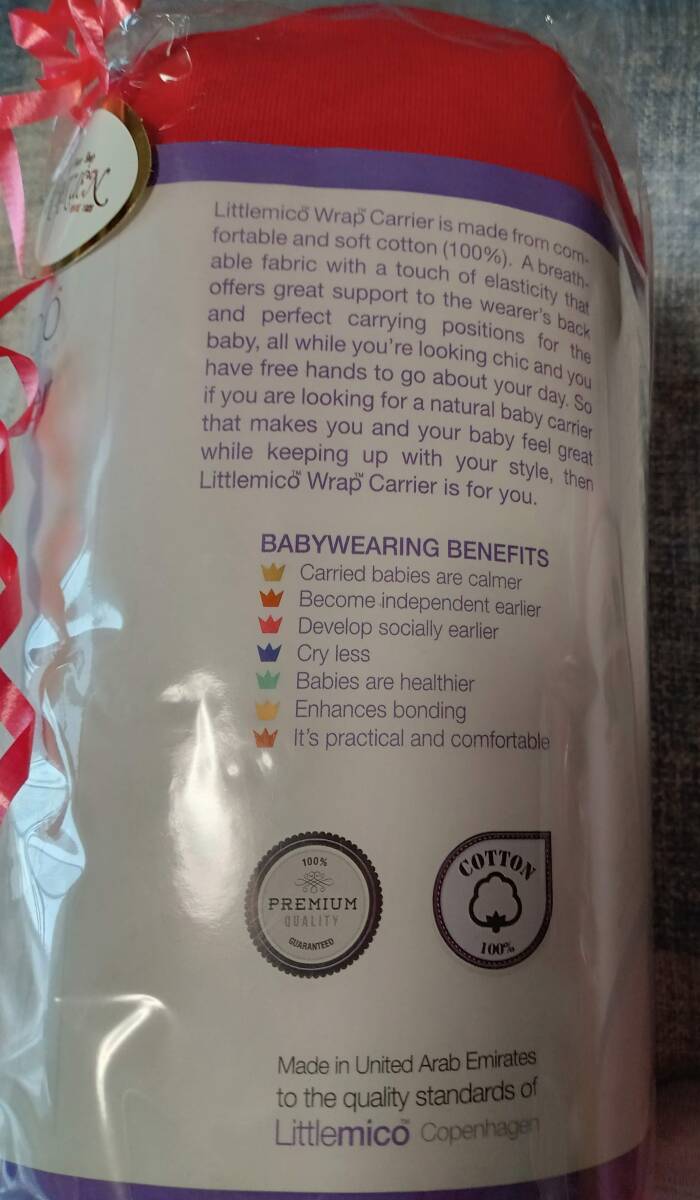 Littlemico™ Wrap™ Carrier is made from com-
fortable and soft cotton (100%). A breath-
able fabric with a touch of elasticity that
offers great support to the wearer's back
and perfect carrying positions for the
baby, all while you're looking chic and you
have free hands to go about your day. So
if you are looking for a natural baby carrier
that makes you and your baby feel great
while keeping up with your style, then
Littlemico™ Wrap™ Carrier is for you.
BABYWEARING BENEFITS
Carried babies are calmer
Become independent earlier
Develop socially earlier
Cry less
Babies are healthier
Enhances bonding
It's practical and comfortable
100%
PREMIUM
QUALITY
GUARANTEED
COTTON
100%
Made in United Arab Emirates
to the quality standards of
Littlemico™ Copenhagen